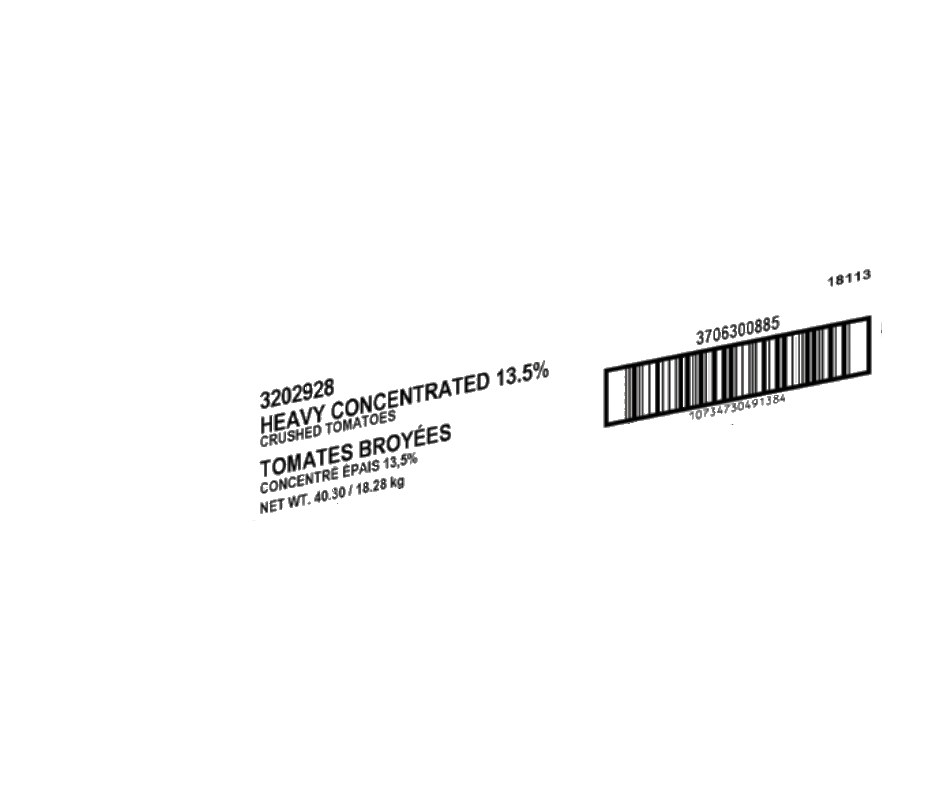 18113
3706300885
10734730491384
3202928
HEAVY CONCENTRATED 13.5%
CRUSHED TOMATOES
TOMATES BROYÉES
CONCENTRÉ ÉPAIS 13,5%
NET WT. 40.30 / 18.28 kg